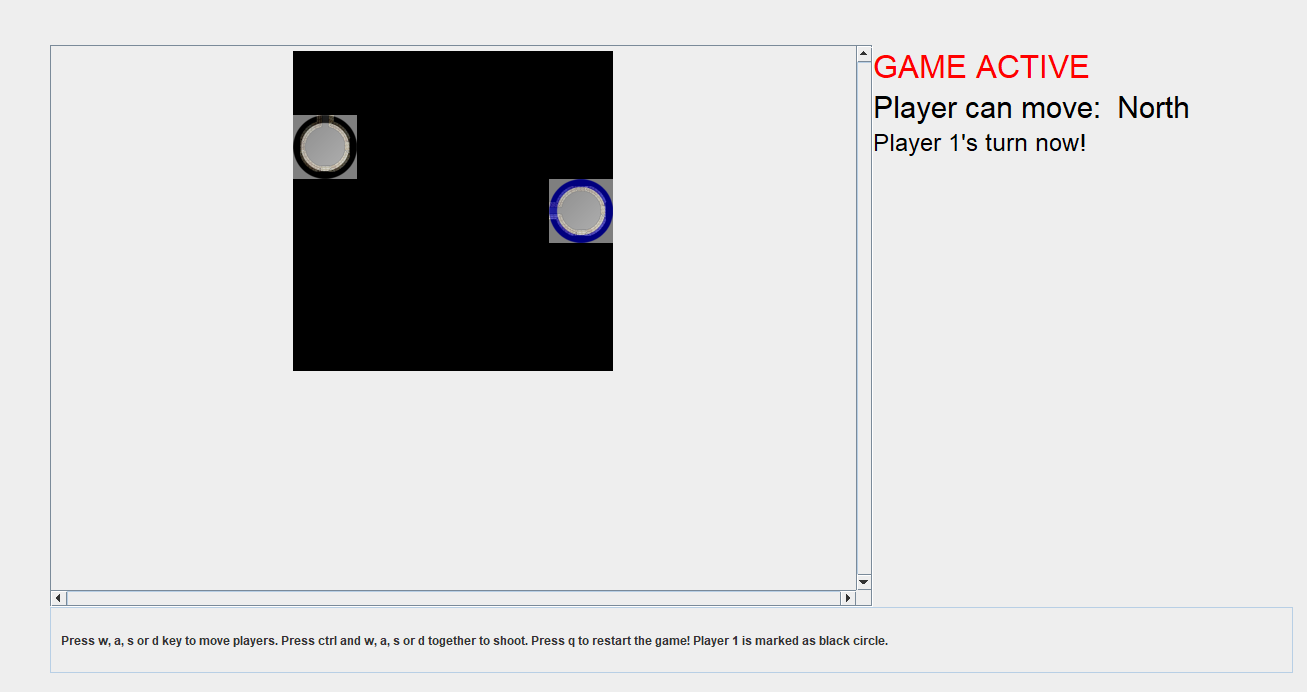 GAME ACTIVE
Player can move:  North
Player 1's turn now!
Press w, a, s or d key to move players. Press ctrl and w, a, s or d together to shoot. Press q to restart the game! Player 1 is marked as black circle.